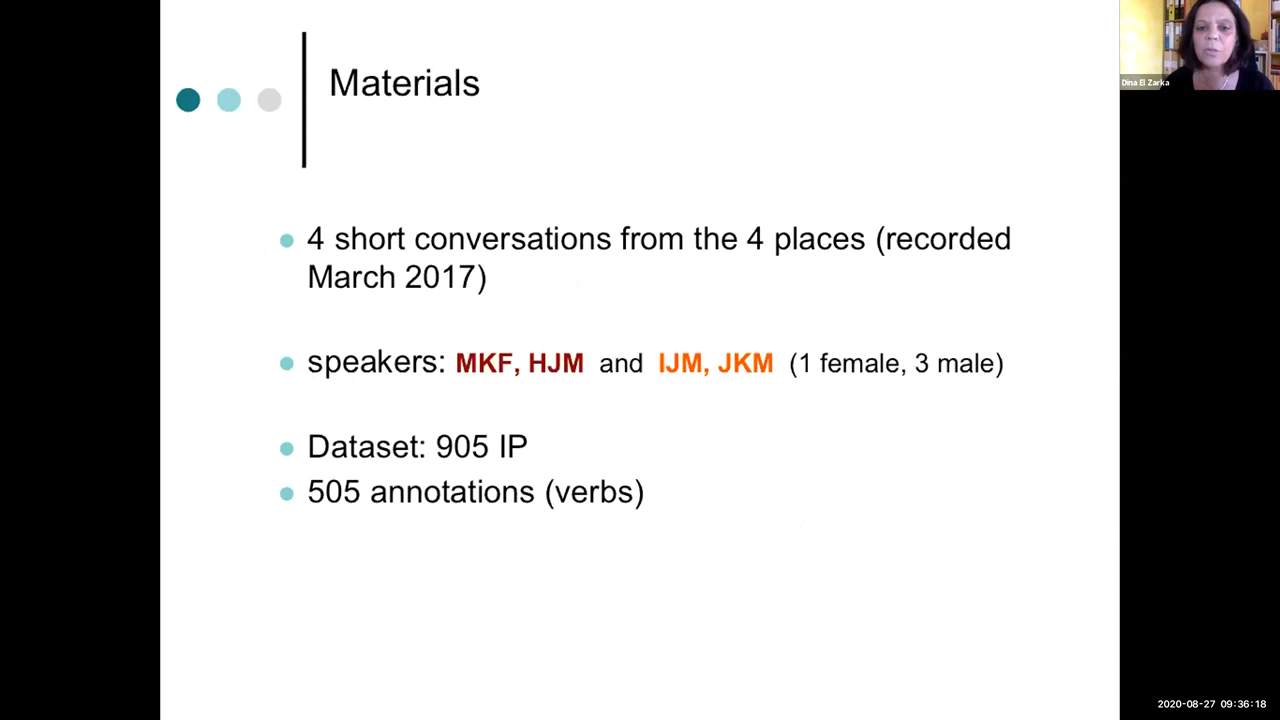 Materials
4 short conversations from the 4 places (recorded
March 2017)
speakers: MKF, HJM and IJM, JKM (1 female, 3 male)
Dataset: 905 IP
505 annotations (verbs)
Dina El Zarka
2020-08-27 09:36:18